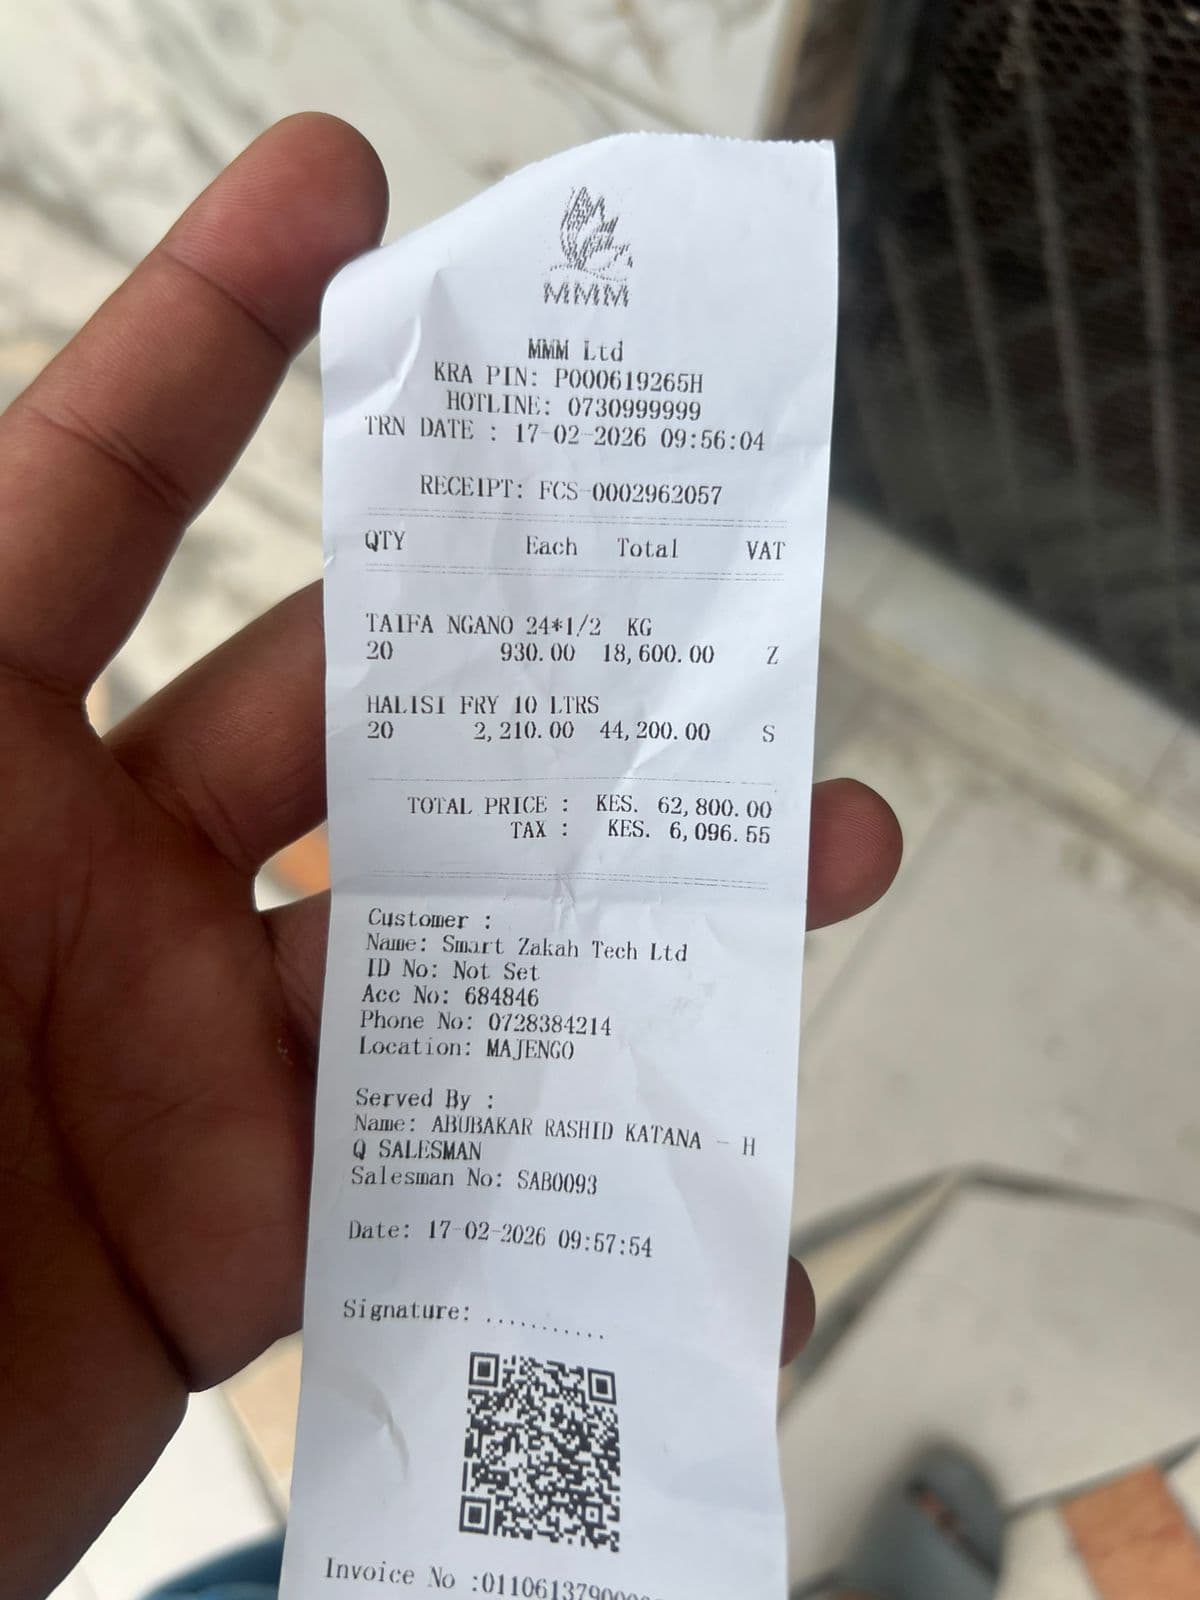 MMM
MMM Ltd
KRA PIN: P000619265H
HOTLINE: 0730999999
TRN DATE : 17-02-2026 09:56:04
RECEIPT: FCS-0002962057
QTY Each Total VAT
TAIFA NGANO 24*1/2 KG
20 930.00 18,600.00 Z
HALISI FRY 10 LTRS
20 2,210.00 44,200.00 S
TOTAL PRICE : KES. 62,800.00
TAX : KES. 6,096.55
Customer :
Name: Smart Zakah Tech Ltd
ID No: Not Set
Acc No: 684846
Phone No: 0728384214
Location: MAJENGO
Served By :
Name: ABUBAKAR RASHID KATANA - H
Q SALESMAN
Salesman No: SAB0093
Date: 17-02-2026 09:57:54
Signature: ...........
Invoice No :